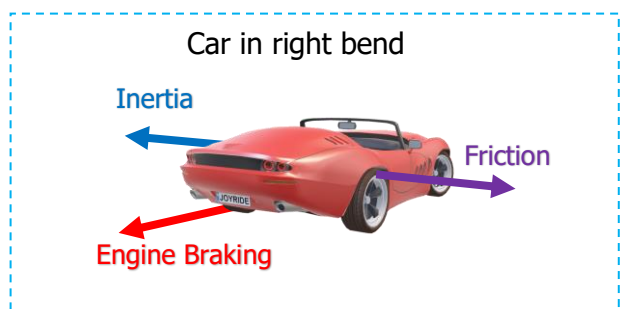 Car in right bend
Inertia
Friction
JOYRIDE
Engine Braking